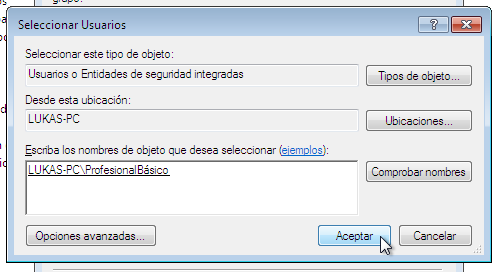 grupo:
Seleccionar Usuarios
Seleccionar este tipo de objeto:
Usuarios o Entidades de seguridad integradas
Tipos de objeto...
Desde esta ubicación:
LUKAS-PC
Ubicaciones...
Escriba los nombres de objeto que desea seleccionar (ejemplos):
LUKAS-PC\ProfesionalBásico
Comprobar nombres
Opciones avanzadas...
Aceptar
Cancelar